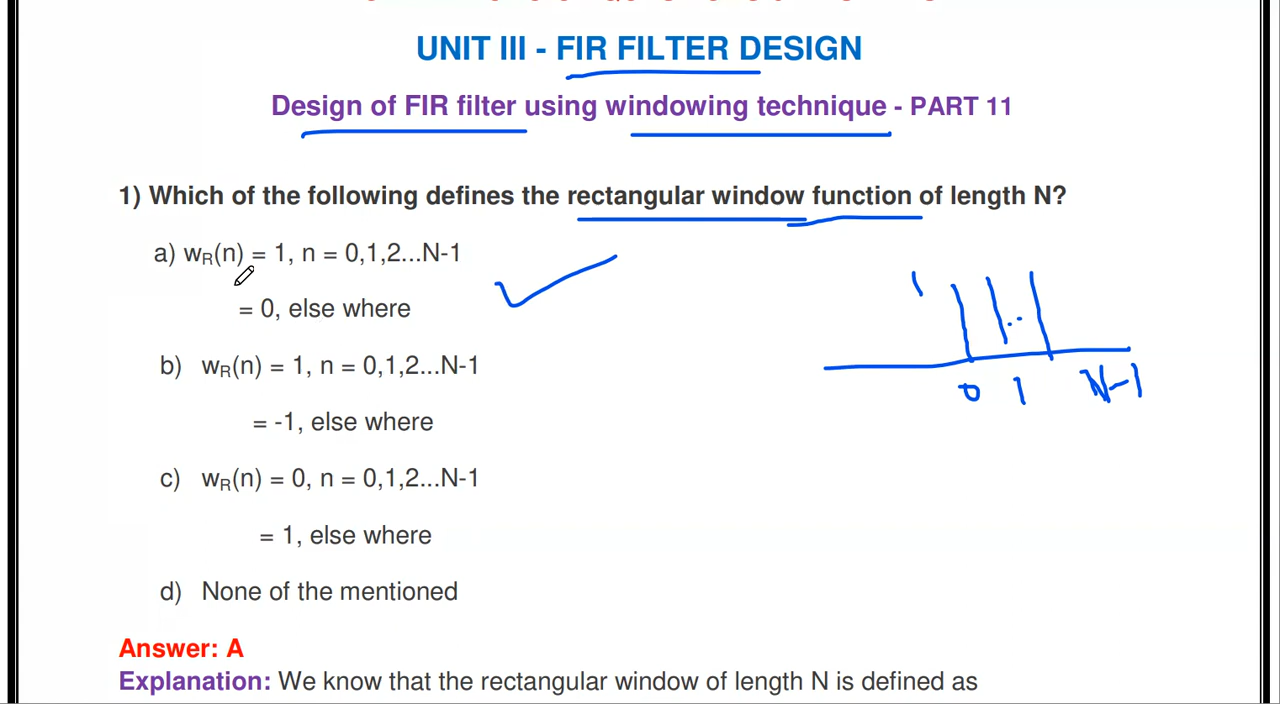 UNIT III - FIR FILTER DESIGN
Design of FIR filter using windowing technique - PART 11
1) Which of the following defines the rectangular window function of length N?
a) wR(n) = 1, n = 0,1,2...N-1
= 0, else where
b) wR(n) = 1, n = 0,1,2...N-1
= -1, else where
c) wR(n) = 0, n = 0,1,2...N-1
= 1, else where
d) None of the mentioned
0 1 N-1
Answer: A
Explanation: We know that the rectangular window of length N is defined as